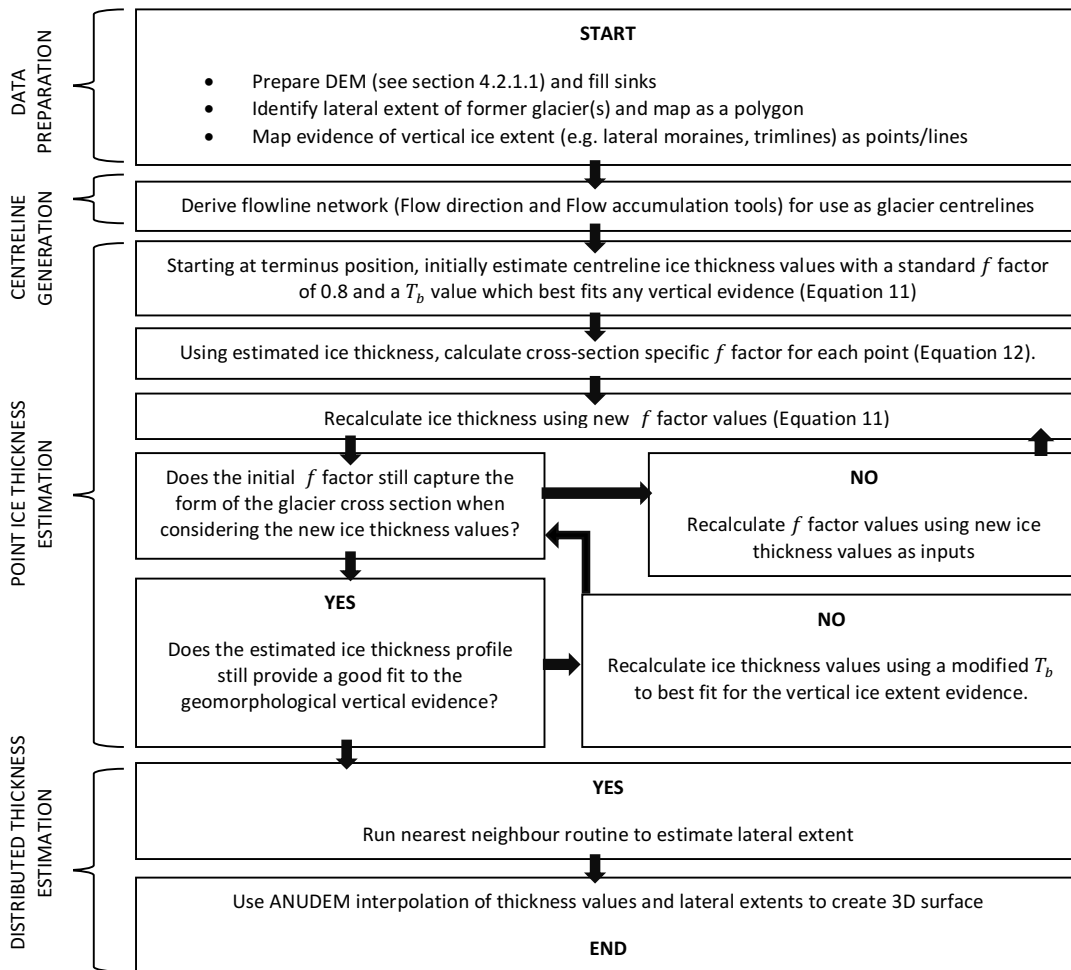 DATA
PREPARATION
START
• Prepare DEM (see section 4.2.1.1) and fill sinks
• Identify lateral extent of former glacier(s) and map as a polygon
• Map evidence of vertical ice extent (e.g. lateral moraines, trimlines) as points/lines
CENTRELINE
GENERATION
Derive flowline network (Flow direction and Flow accumulation tools) for use as glacier centrelines
POINT ICE THICKNESS
ESTIMATION
Starting at terminus position, initially estimate centreline ice thickness values with a standard f factor
of 0.8 and a T_b value which best fits any vertical evidence (Equation 11)
Using estimated ice thickness, calculate cross-section specific f factor for each point (Equation 12).
Recalculate ice thickness using new f factor values (Equation 11)
Does the initial f factor still capture the
form of the glacier cross section when
considering the new ice thickness values?
NO
Recalculate f factor values using new ice
thickness values as inputs
YES
Does the estimated ice thickness profile
still provide a good fit to the
geomorphological vertical evidence?
NO
Recalculate ice thickness values using a modified T_b
to best fit for the vertical ice extent evidence.
DISTRIBUTED THICKNESS
ESTIMATION
YES
Run nearest neighbour routine to estimate lateral extent
Use ANUDEM interpolation of thickness values and lateral extents to create 3D surface
END